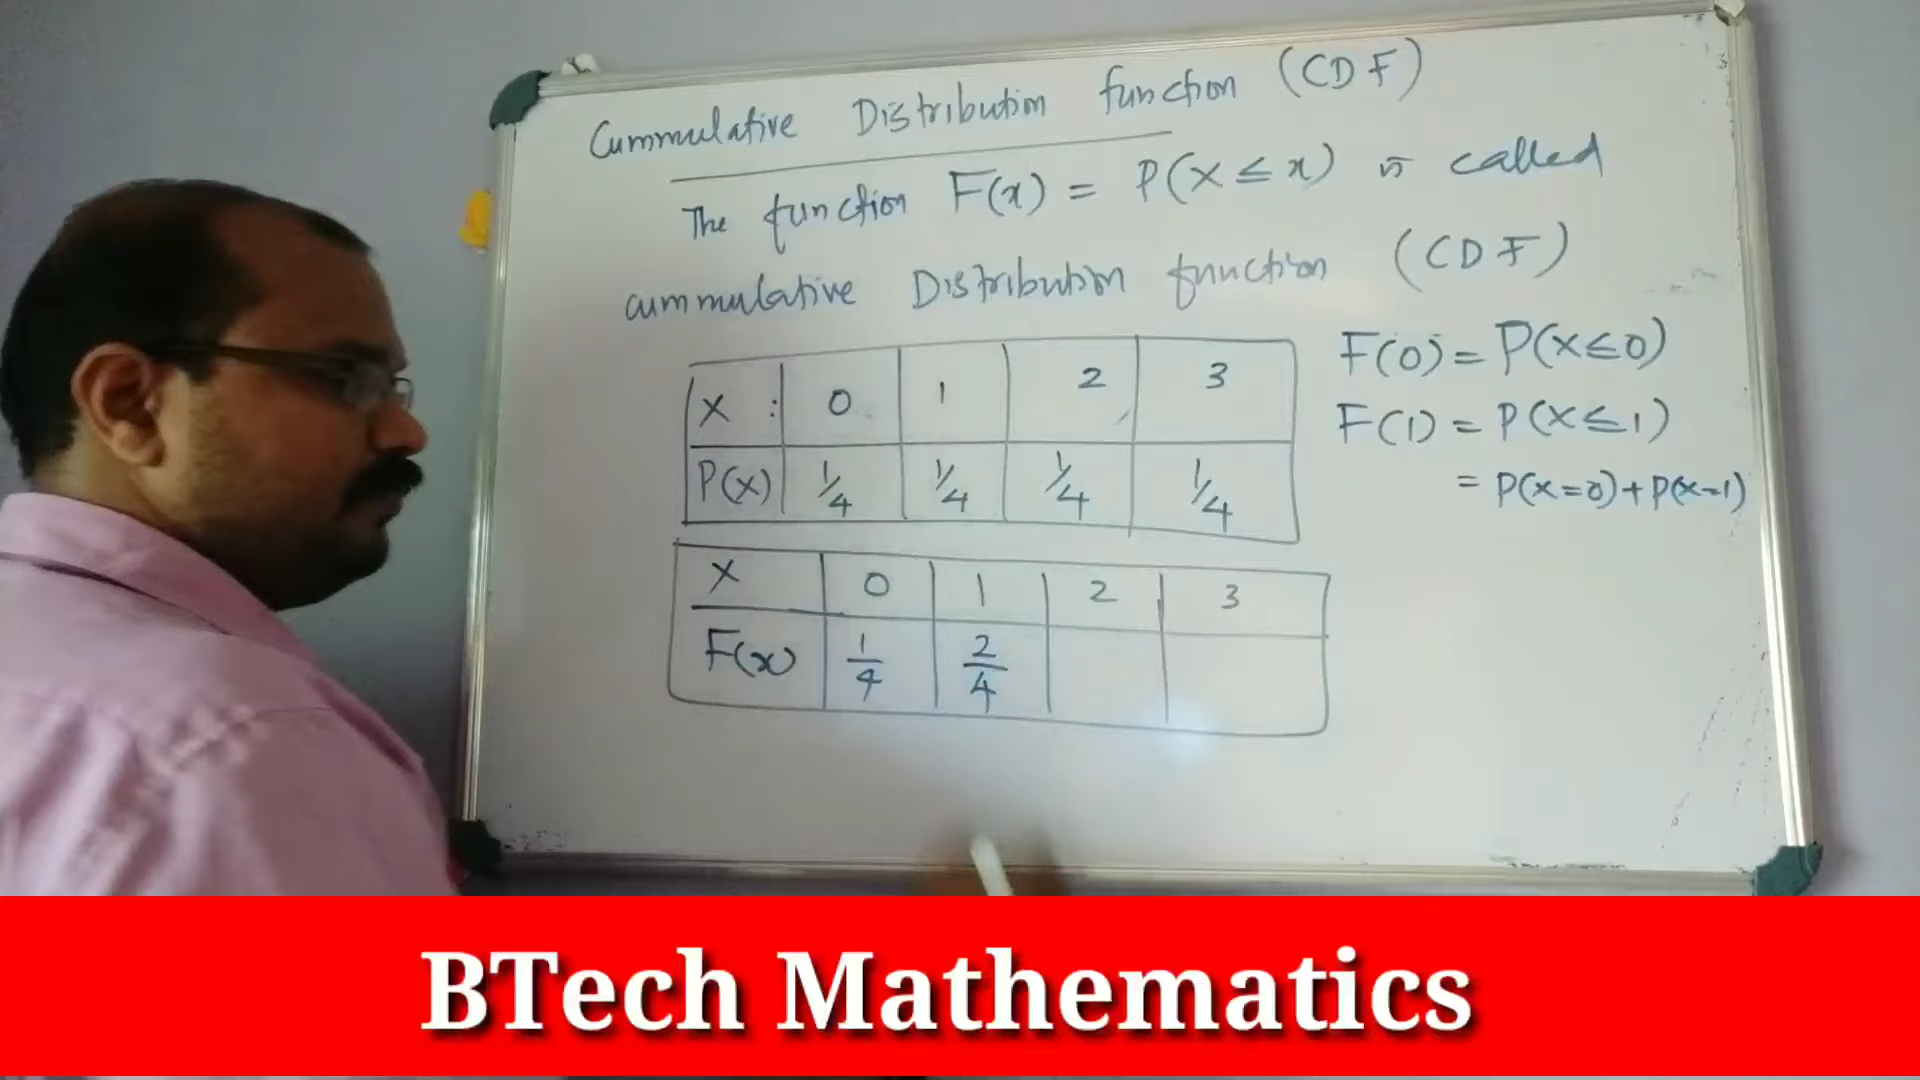 Cummulative Distribution function (CDF)
The function F(x) = P(X ≤ x) is called
cummulative Distribution function (CDF)
X : 0 1 2 3
P(X) 1/4 1/4 1/4 1/4
F(0) = P(X≤0)
F(1) = P(X≤1)
= P(X=0)+P(X=1)
X 0 1 2 3
F(x) 1/4 2/4
BTech Mathematics